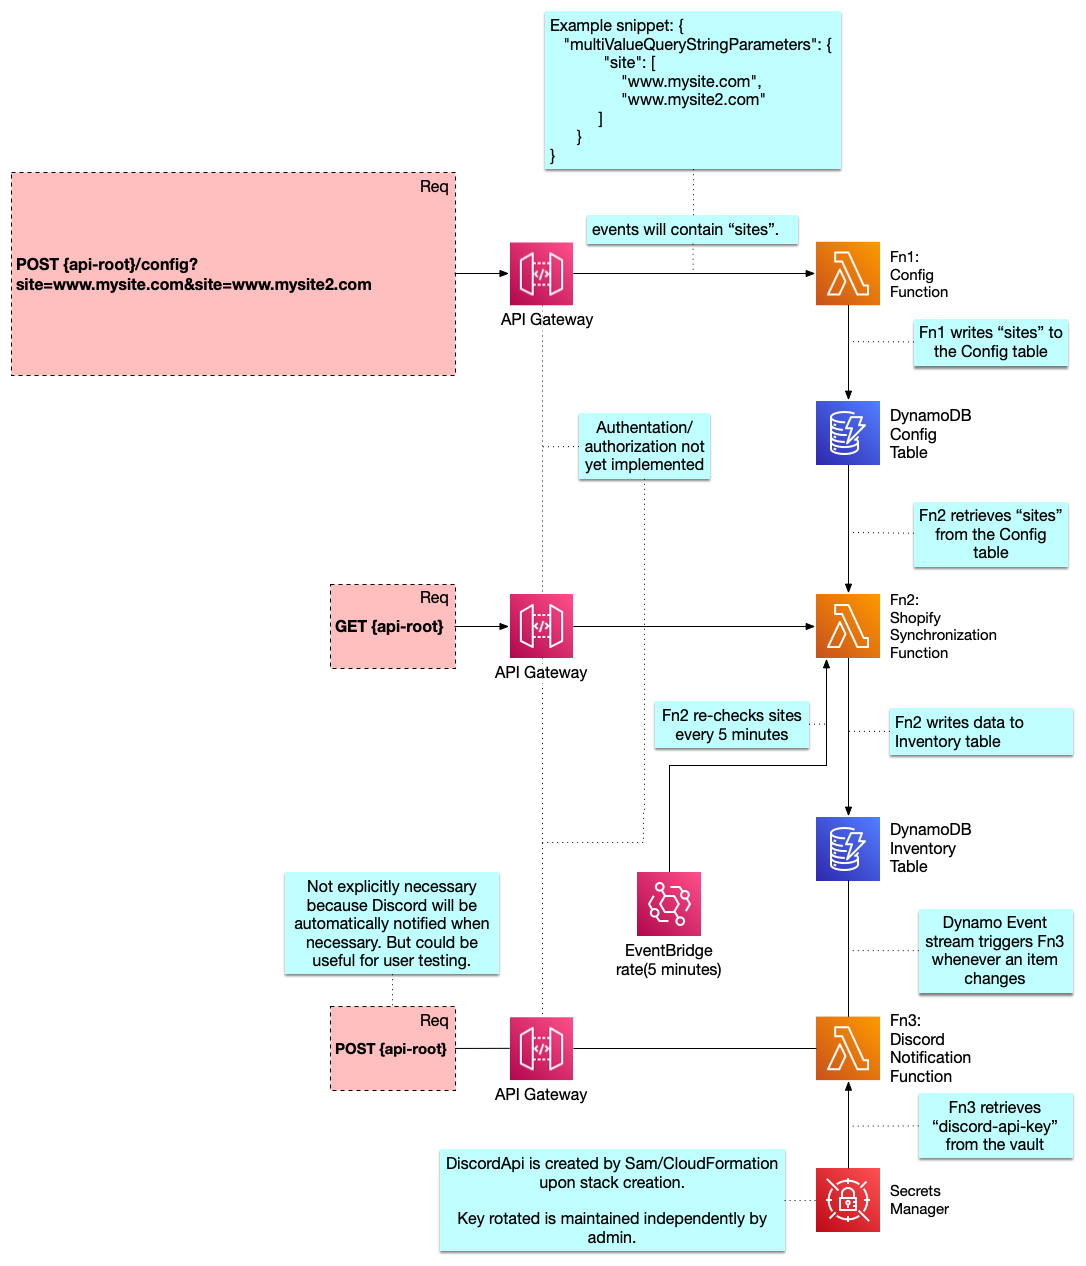 Example snippet: {
"multiValueQueryStringParameters": {
"site": [
"www.mysite.com",
"www.mysite2.com"
]
}
}
Req
POST {api-root}/config?
site=www.mysite.com&site=www.mysite2.com
events will contain “sites”.
API Gateway
Fn1:
Config
Function
Fn1 writes “sites” to
the Config table
Authentation/
authorization not
yet implemented
DynamoDB
Config
Table
Fn2 retrieves “sites”
from the Config
table
Req
GET {api-root}
API Gateway
Fn2:
Shopify
Synchronization
Function
Fn2 re-checks sites
every 5 minutes
Fn2 writes data to
Inventory table
DynamoDB
Inventory
Table
EventBridge
rate(5 minutes)
Not explicitly necessary
because Discord will be
automatically notified when
necessary. But could be
useful for user testing.
Dynamo Event
stream triggers Fn3
whenever an item
changes
Req
POST {api-root}
API Gateway
Fn3:
Discord
Notification
Function
Fn3 retrieves
“discord-api-key”
from the vault
DiscordApi is created by Sam/CloudFormation
upon stack creation.
Key rotated is maintained independently by
admin.
Secrets
Manager